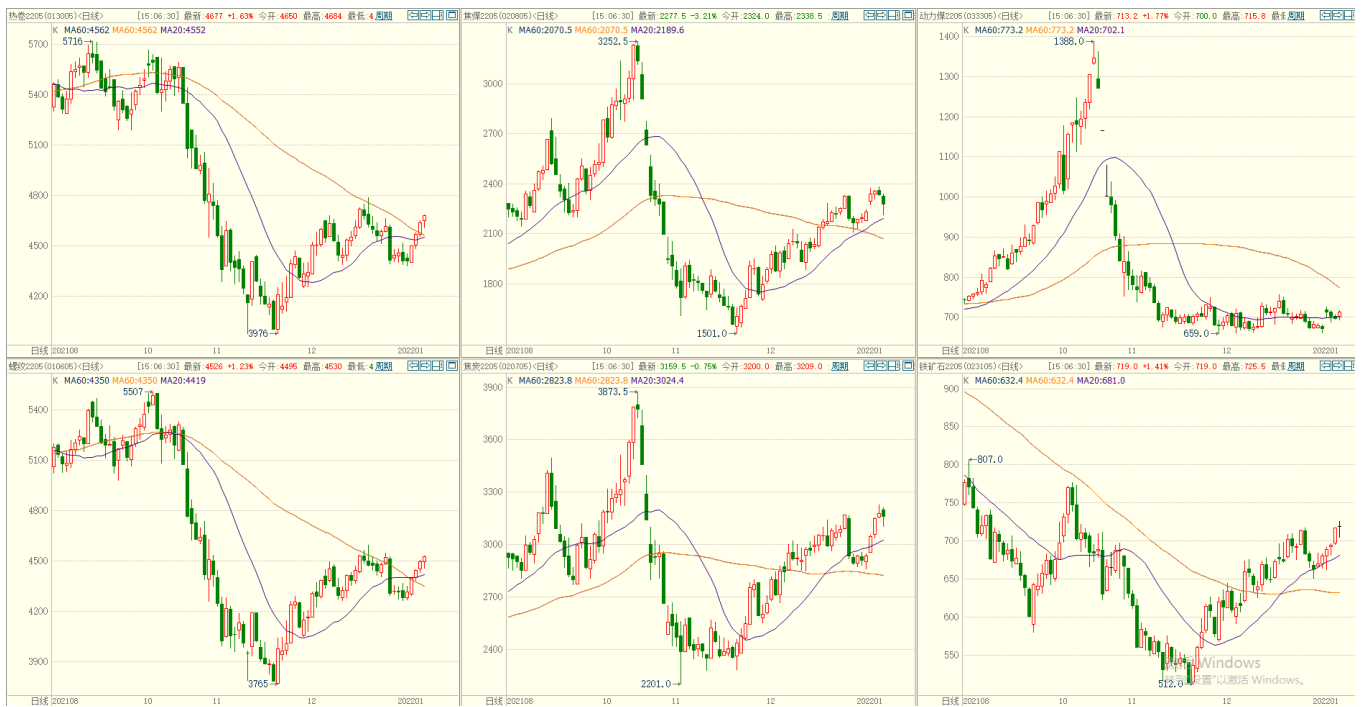 热卷2205(013005)<日线> [15:06:30] 最新:4677 +1.63% 今开:4650 最高:4684 最低:4 周期
K MA60:4562 MA60:4562 MA20:4552
5716
5700
5400
5100
4800
4500
4200
3976
日线 202108 10 11 12 202201
焦煤2205(020805)<日线> [15:06:30] 最新:2277.5 -3.21% 今开:2324.0 最高:2338.5 周期
K MA60:2070.5 MA60:2070.5 MA20:2189.6
3252.5
3000
2700
2400
2100
1800
1501.0
日线 202108 10 11 12 202201
动力煤2205(033305)<日线> [15:06:30] 最新:713.2 +1.77% 今开:700.0 最高:715.8 周期
K MA60:773.2 MA60:773.2 MA20:702.1
1388.0
1400
1300
1200
1100
1000
900
800
700
659.0
日线 202108 10 11 12 202201
螺纹2205(010605)<日线> [15:06:30] 最新:4526 +1.23% 今开:4495 最高:4530 最低:4 周期
K MA60:4350 MA60:4350 MA20:4419
5507
5400
5100
4800
4500
4200
3900
3765
日线 202108 10 11 12 202201
焦炭2205(020705)<日线> [15:06:30] 最新:3159.5 -0.75% 今开:3200.0 最高:3209.0 周期
K MA60:2823.8 MA60:2823.8 MA20:3024.4
3873.5
3900
3600
3300
3000
2700
2400
2201.0
日线 202108 10 11 12 202201
铁矿石2205(023105)<日线> [15:06:30] 最新:719.0 +1.41% 今开:719.0 最高:725.5 周期
K MA60:632.4 MA60:632.4 MA20:681.0
900
850
807.0
800
750
700
650
600
550
512.0
Windows
设置"以激活 Windows。
日线 202108 10 11 12 202201